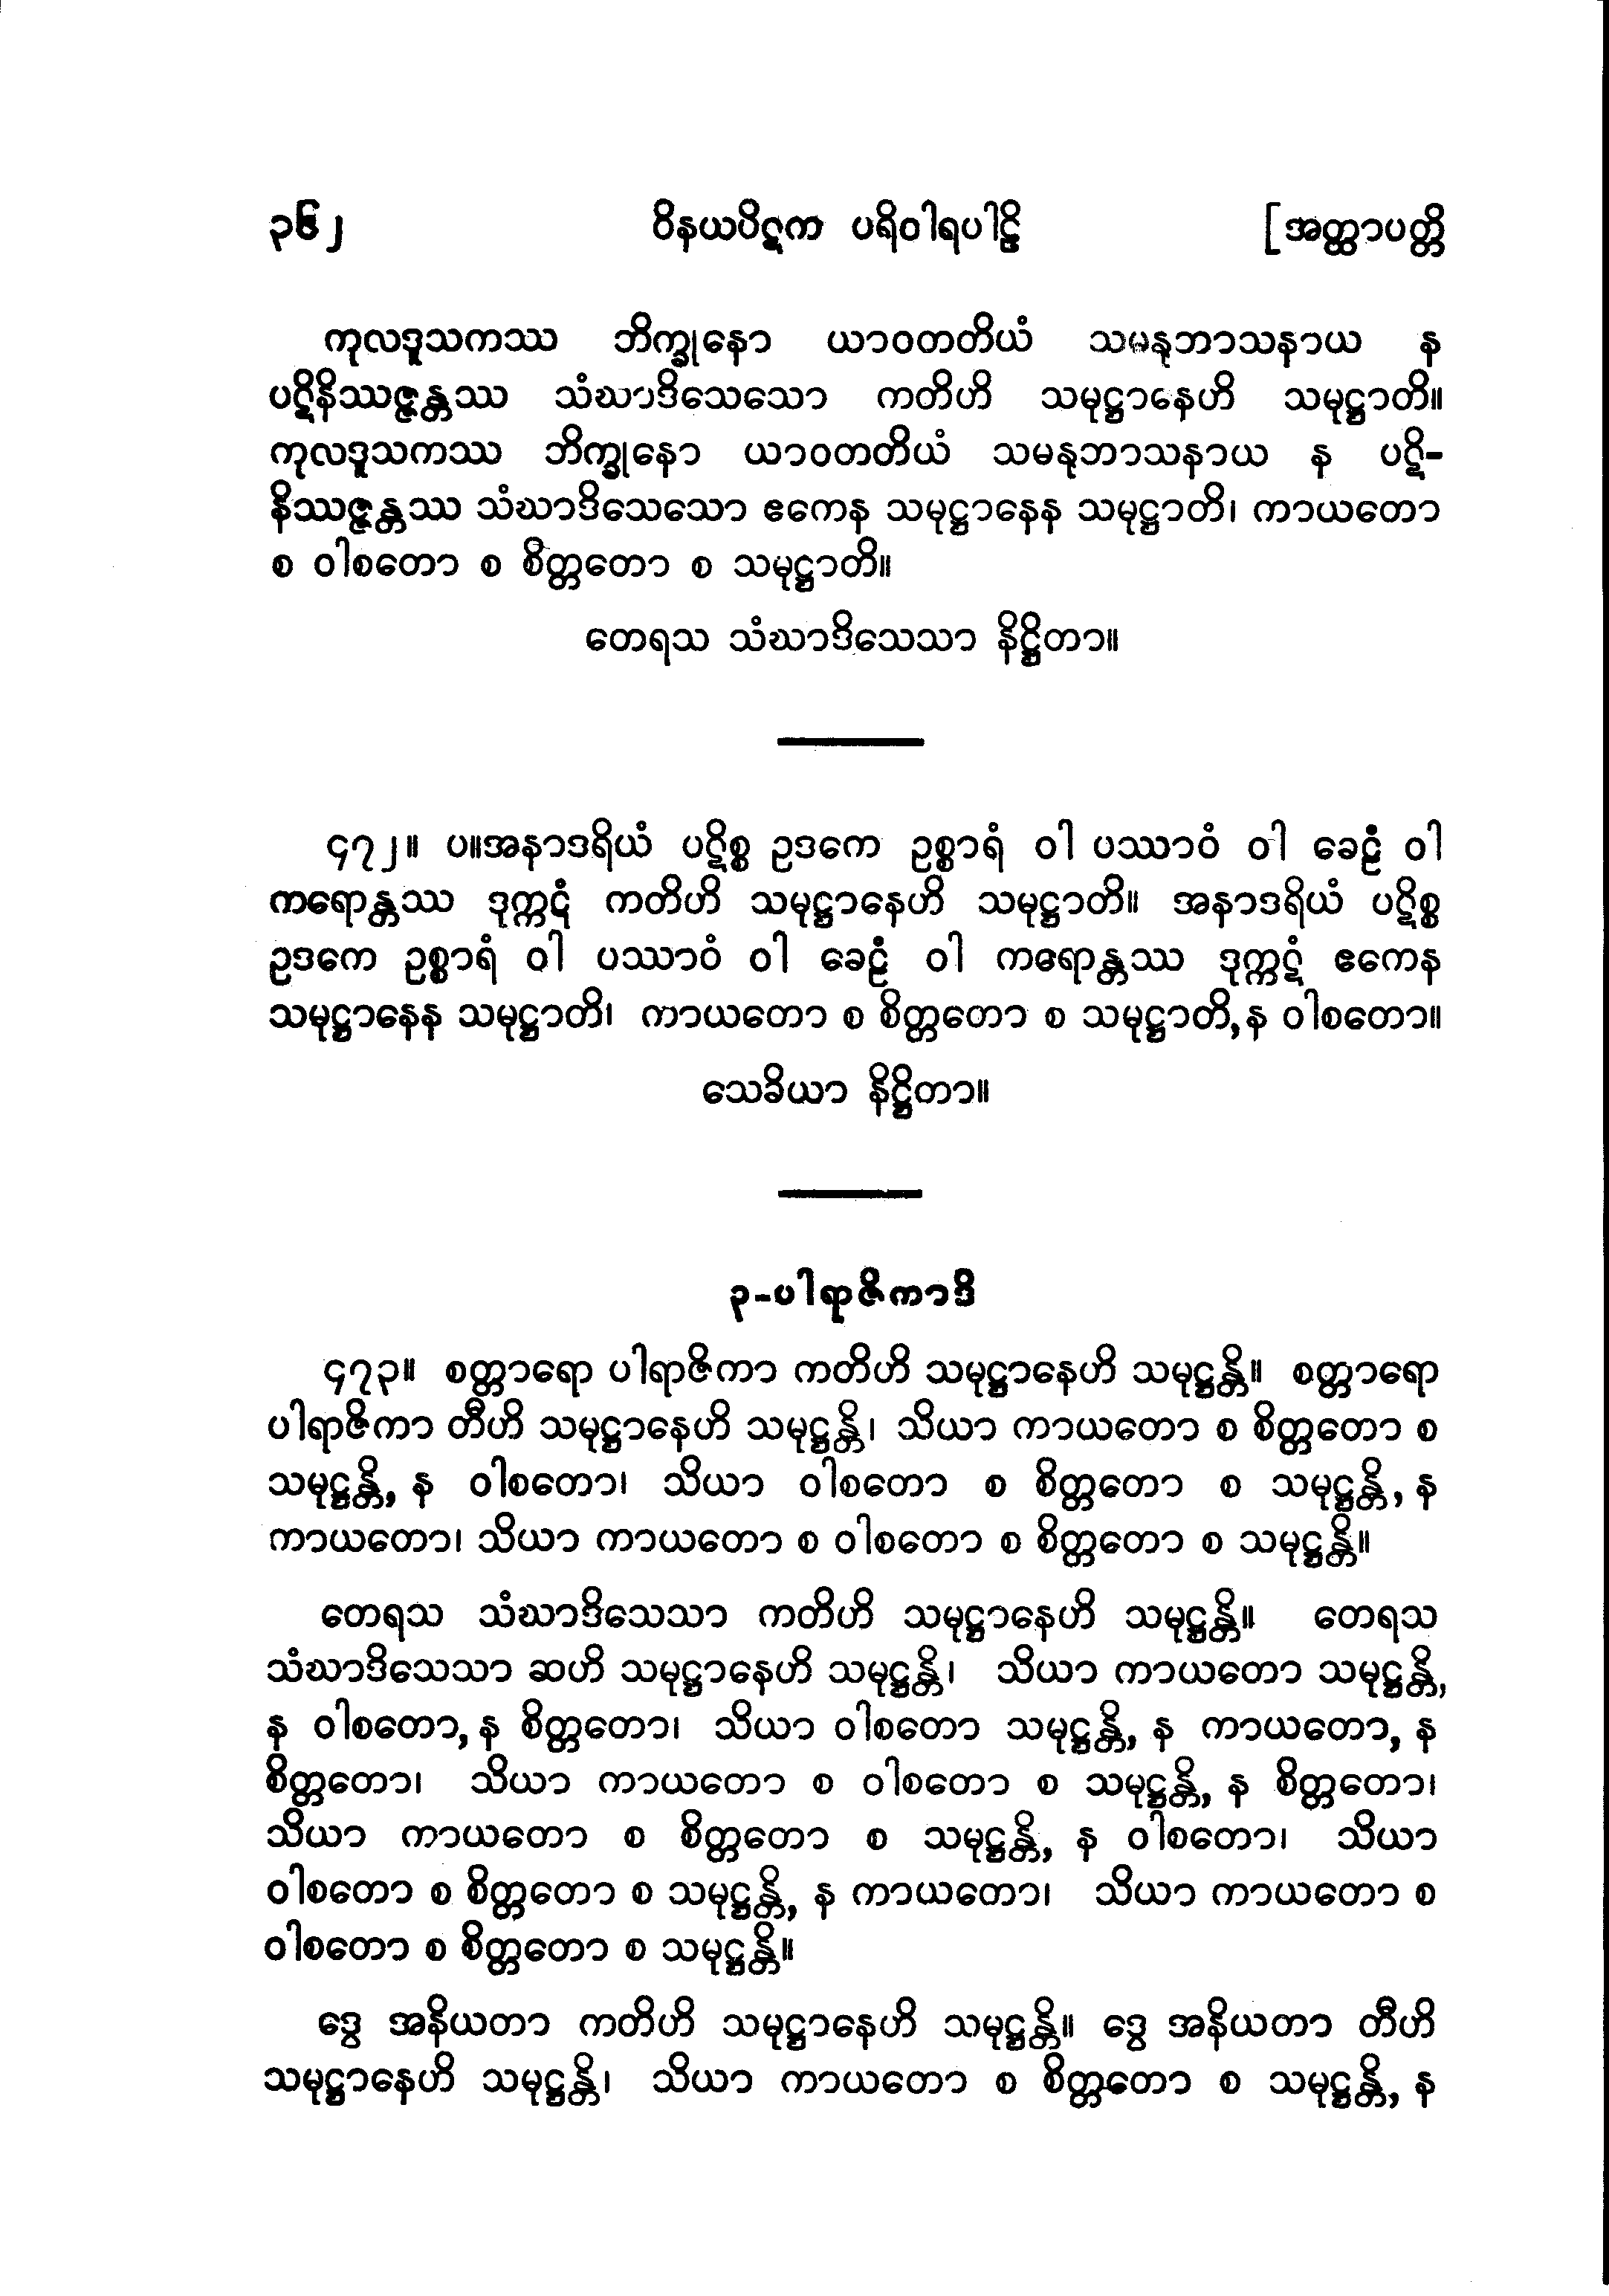 ၃၆၂ ဝိနယပိဋက ပရိဝါရပါဠိ [အတ္ထာပတ္တိ
ကုလဒူသကဿ ဘိက္ခုနော ယာဝတတိယံ သမနုဘာသနာယ န
ပဋိနိဿဇ္ဇန္တဿ သံဃာဒိသေသော ကတိဟိ သမုဋ္ဌာနေဟိ သမုဋ္ဌာတိ။
ကုလဒူသကဿ ဘိက္ခုနော ယာဝတတိယံ သမနုဘာသနာယ န ပဋိ-
နိဿဇ္ဇန္တဿ သံဃာဒိသေသော ဧကေန သမုဋ္ဌာနေန သမုဋ္ဌာတိ၊ ကာယတော
စ ဝါစတော စ စိတ္တတော စ သမုဋ္ဌာတိ။
တေရသ သံဃာဒိသေသာ နိဋ္ဌိတာ။
၄၇၂။ ပ။အနာဒရိယံ ပဋိစ္စ ဥဒကေ ဥစ္စာရံ ဝါ ပဿာဝံ ဝါ ခေဠံ ဝါ
ကရောန္တဿ ဒုက္ကဋံ ကတိဟိ သမုဋ္ဌာနေဟိ သမုဋ္ဌာတိ။ အနာဒရိယံ ပဋိစ္စ
ဥဒကေ ဥစ္စာရံ ဝါ ပဿာဝံ ဝါ ခေဠံ ဝါ ကရောန္တဿ ဒုက္ကဋံ ဧကေန
သမုဋ္ဌာနေန သမုဋ္ဌာတိ၊ ကာယတော စ စိတ္တတော စ သမုဋ္ဌာတိ,န ဝါစတော။
သေခိယာ နိဋ္ဌိတာ။
၃-ပါရာဇိကာဒိ
၄၇၃။ စတ္တာရော ပါရာဇိကာ ကတိဟိ သမုဋ္ဌာနေဟိ သမုဋ္ဌန္တိ။ စတ္တာရော
ပါရာဇိကာ တီဟိ သမုဋ္ဌာနေဟိ သမုဋ္ဌန္တိ၊ သိယာ ကာယတော စ စိတ္တတော စ
သမုဋ္ဌန္တိ, န ဝါစတော၊ သိယာ ဝါစတော စ စိတ္တတော စ သမုဋ္ဌန္တိ, န
ကာယတော၊ သိယာ ကာယတော စ ဝါစတော စ စိတ္တတော စ သမုဋ္ဌန္တိ။
တေရသ သံဃာဒိသေသာ ကတိဟိ သမုဋ္ဌာနေဟိ သမုဋ္ဌန္တိ။ တေရသ
သံဃာဒိသေသာ ဆဟိ သမုဋ္ဌာနေဟိ သမုဋ္ဌန္တိ၊ သိယာ ကာယတော သမုဋ္ဌန္တိ,
န ဝါစတော, န စိတ္တတော၊ သိယာ ဝါစတော သမုဋ္ဌန္တိ, န ကာယတော, န
စိတ္တတော၊ သိယာ ကာယတော စ ဝါစတော စ သမုဋ္ဌန္တိ, န စိတ္တတော၊
သိယာ ကာယတော စ စိတ္တတော စ သမုဋ္ဌန္တိ, န ဝါစတော၊ သိယာ
ဝါစတော စ စိတ္တတော စ သမုဋ္ဌန္တိ, န ကာယတော၊ သိယာ ကာယတော စ
ဝါစတော စ စိတ္တတော စ သမုဋ္ဌန္တိ။
ဒွေ အနိယတာ ကတိဟိ သမုဋ္ဌာနေဟိ သမုဋ္ဌန္တိ။ ဒွေ အနိယတာ တီဟိ
သမုဋ္ဌာနေဟိ သမုဋ္ဌန္တိ၊ သိယာ ကာယတော စ စိတ္တတော စ သမုဋ္ဌန္တိ, န